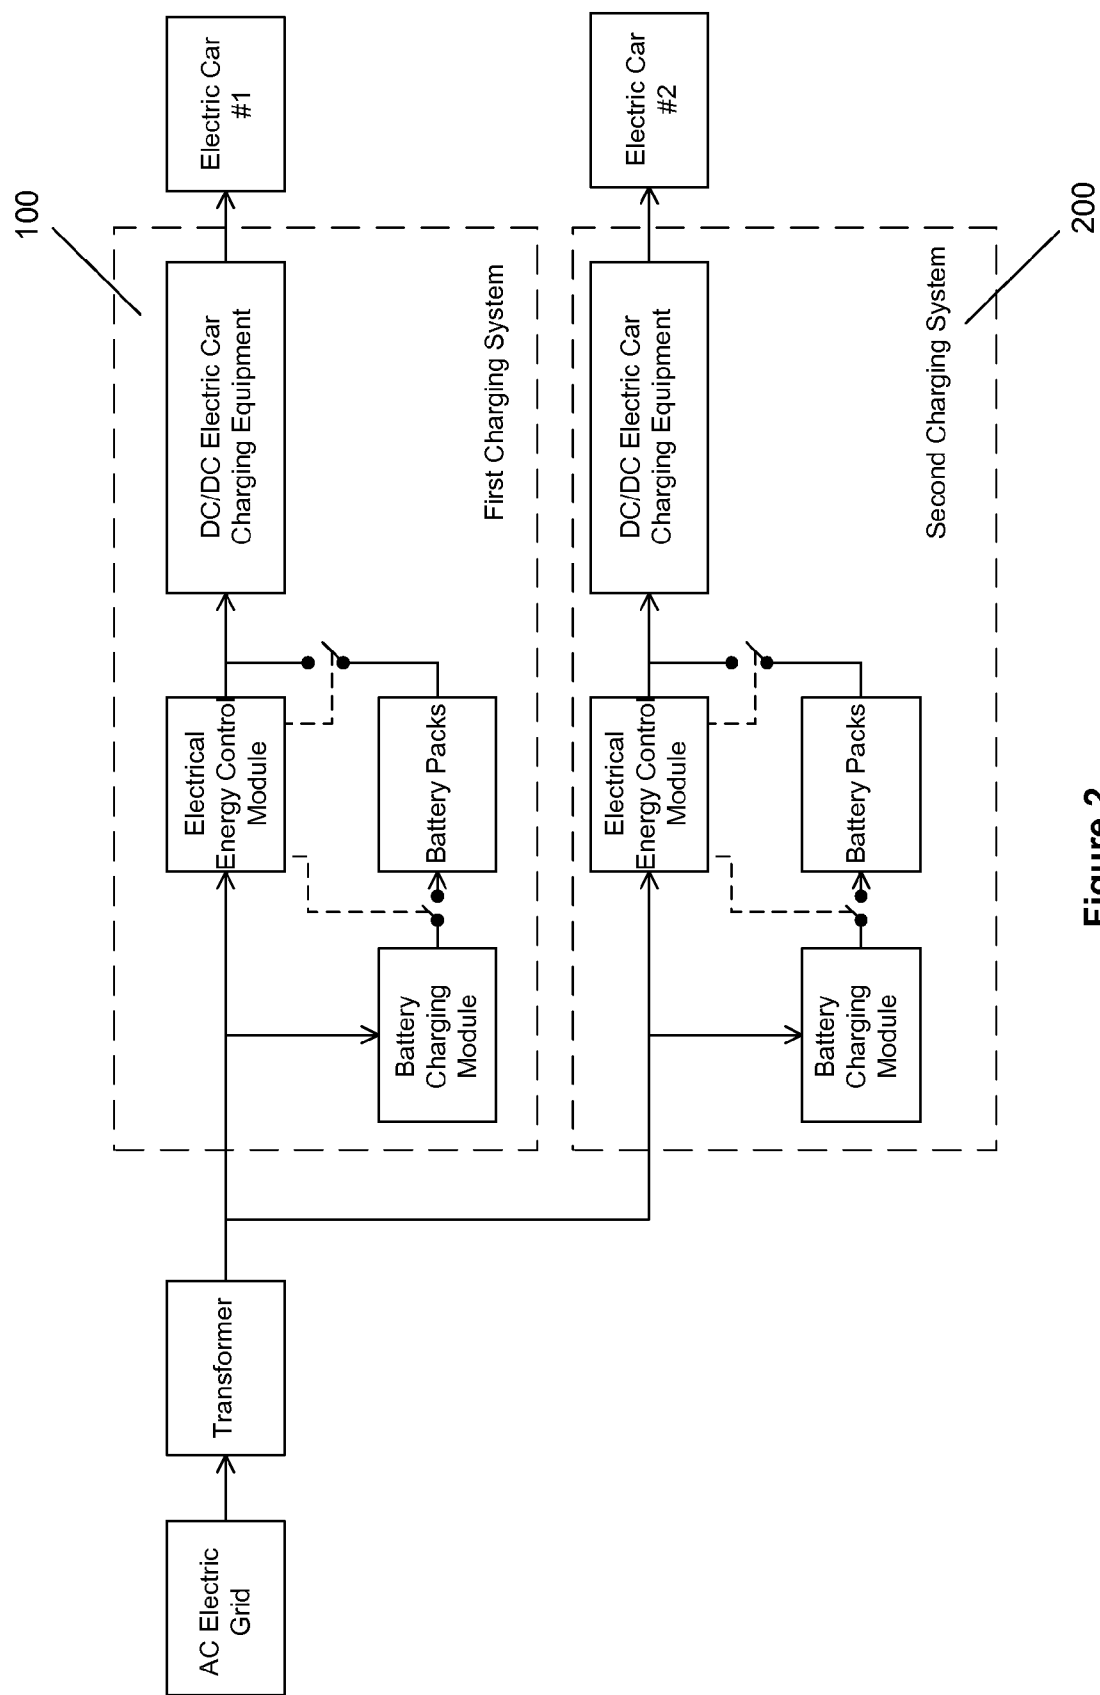 AC Electric
Grid
Transformer
100
Battery
Charging
Module
Electrical
Energy Control
Module
Battery Packs
DC/DC Electric Car
Charging Equipment
First Charging System
Electric Car
#1
Battery
Charging
Module
Electrical
Energy Control
Module
Battery Packs
DC/DC Electric Car
Charging Equipment
Second Charging System
200
Electric Car
#2
Figure 2